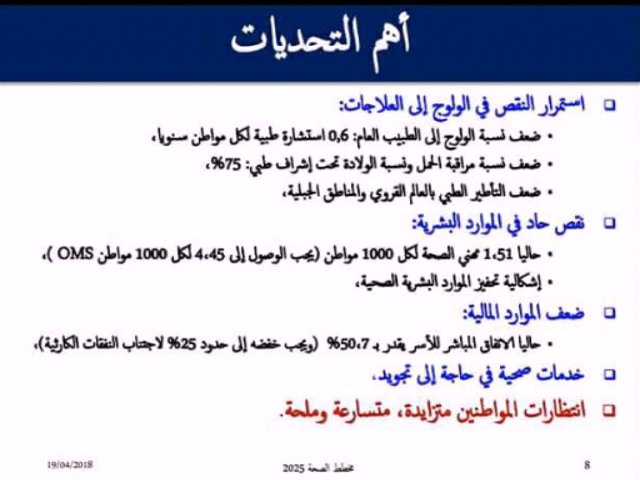 أهم التحديات
❑ استمرار النقص في الولوج إلى العلاجات:
• ضعف نسبة الولوج إلى الطبيب العام: 0,6 استشارة طبية لكل مواطن سنويا،
• ضعف نسبة مراقبة الحمل ونسبة الولادة تحت إشراف طبي: 75%،
• ضعف التأطير الطبي بالعالم القروي والمناطق الجبلية،
❑ نقص حاد في الموارد البشرية:
• حاليا 1،51 مهني الصحة لكل 1000 مواطن (يجب الوصول إلى 4،45 لكل 1000 مواطن OMS )،
• إشكالية تحفيز الموارد البشرية الصحية،
❑ ضعف الموارد المالية:
• حاليا الانفاق المباشر للأسر يقدر بـ 50،7% (ويجب خفضه إلى حدود 25% لاجتناب النفقات الكارثية)،
❑ خدمات صحية في حاجة إلى تجويد.
❑ انتظارات المواطنين متزايدة، متسارعة وملحة.
8
مخطط الصحة 2025
19/04/2018